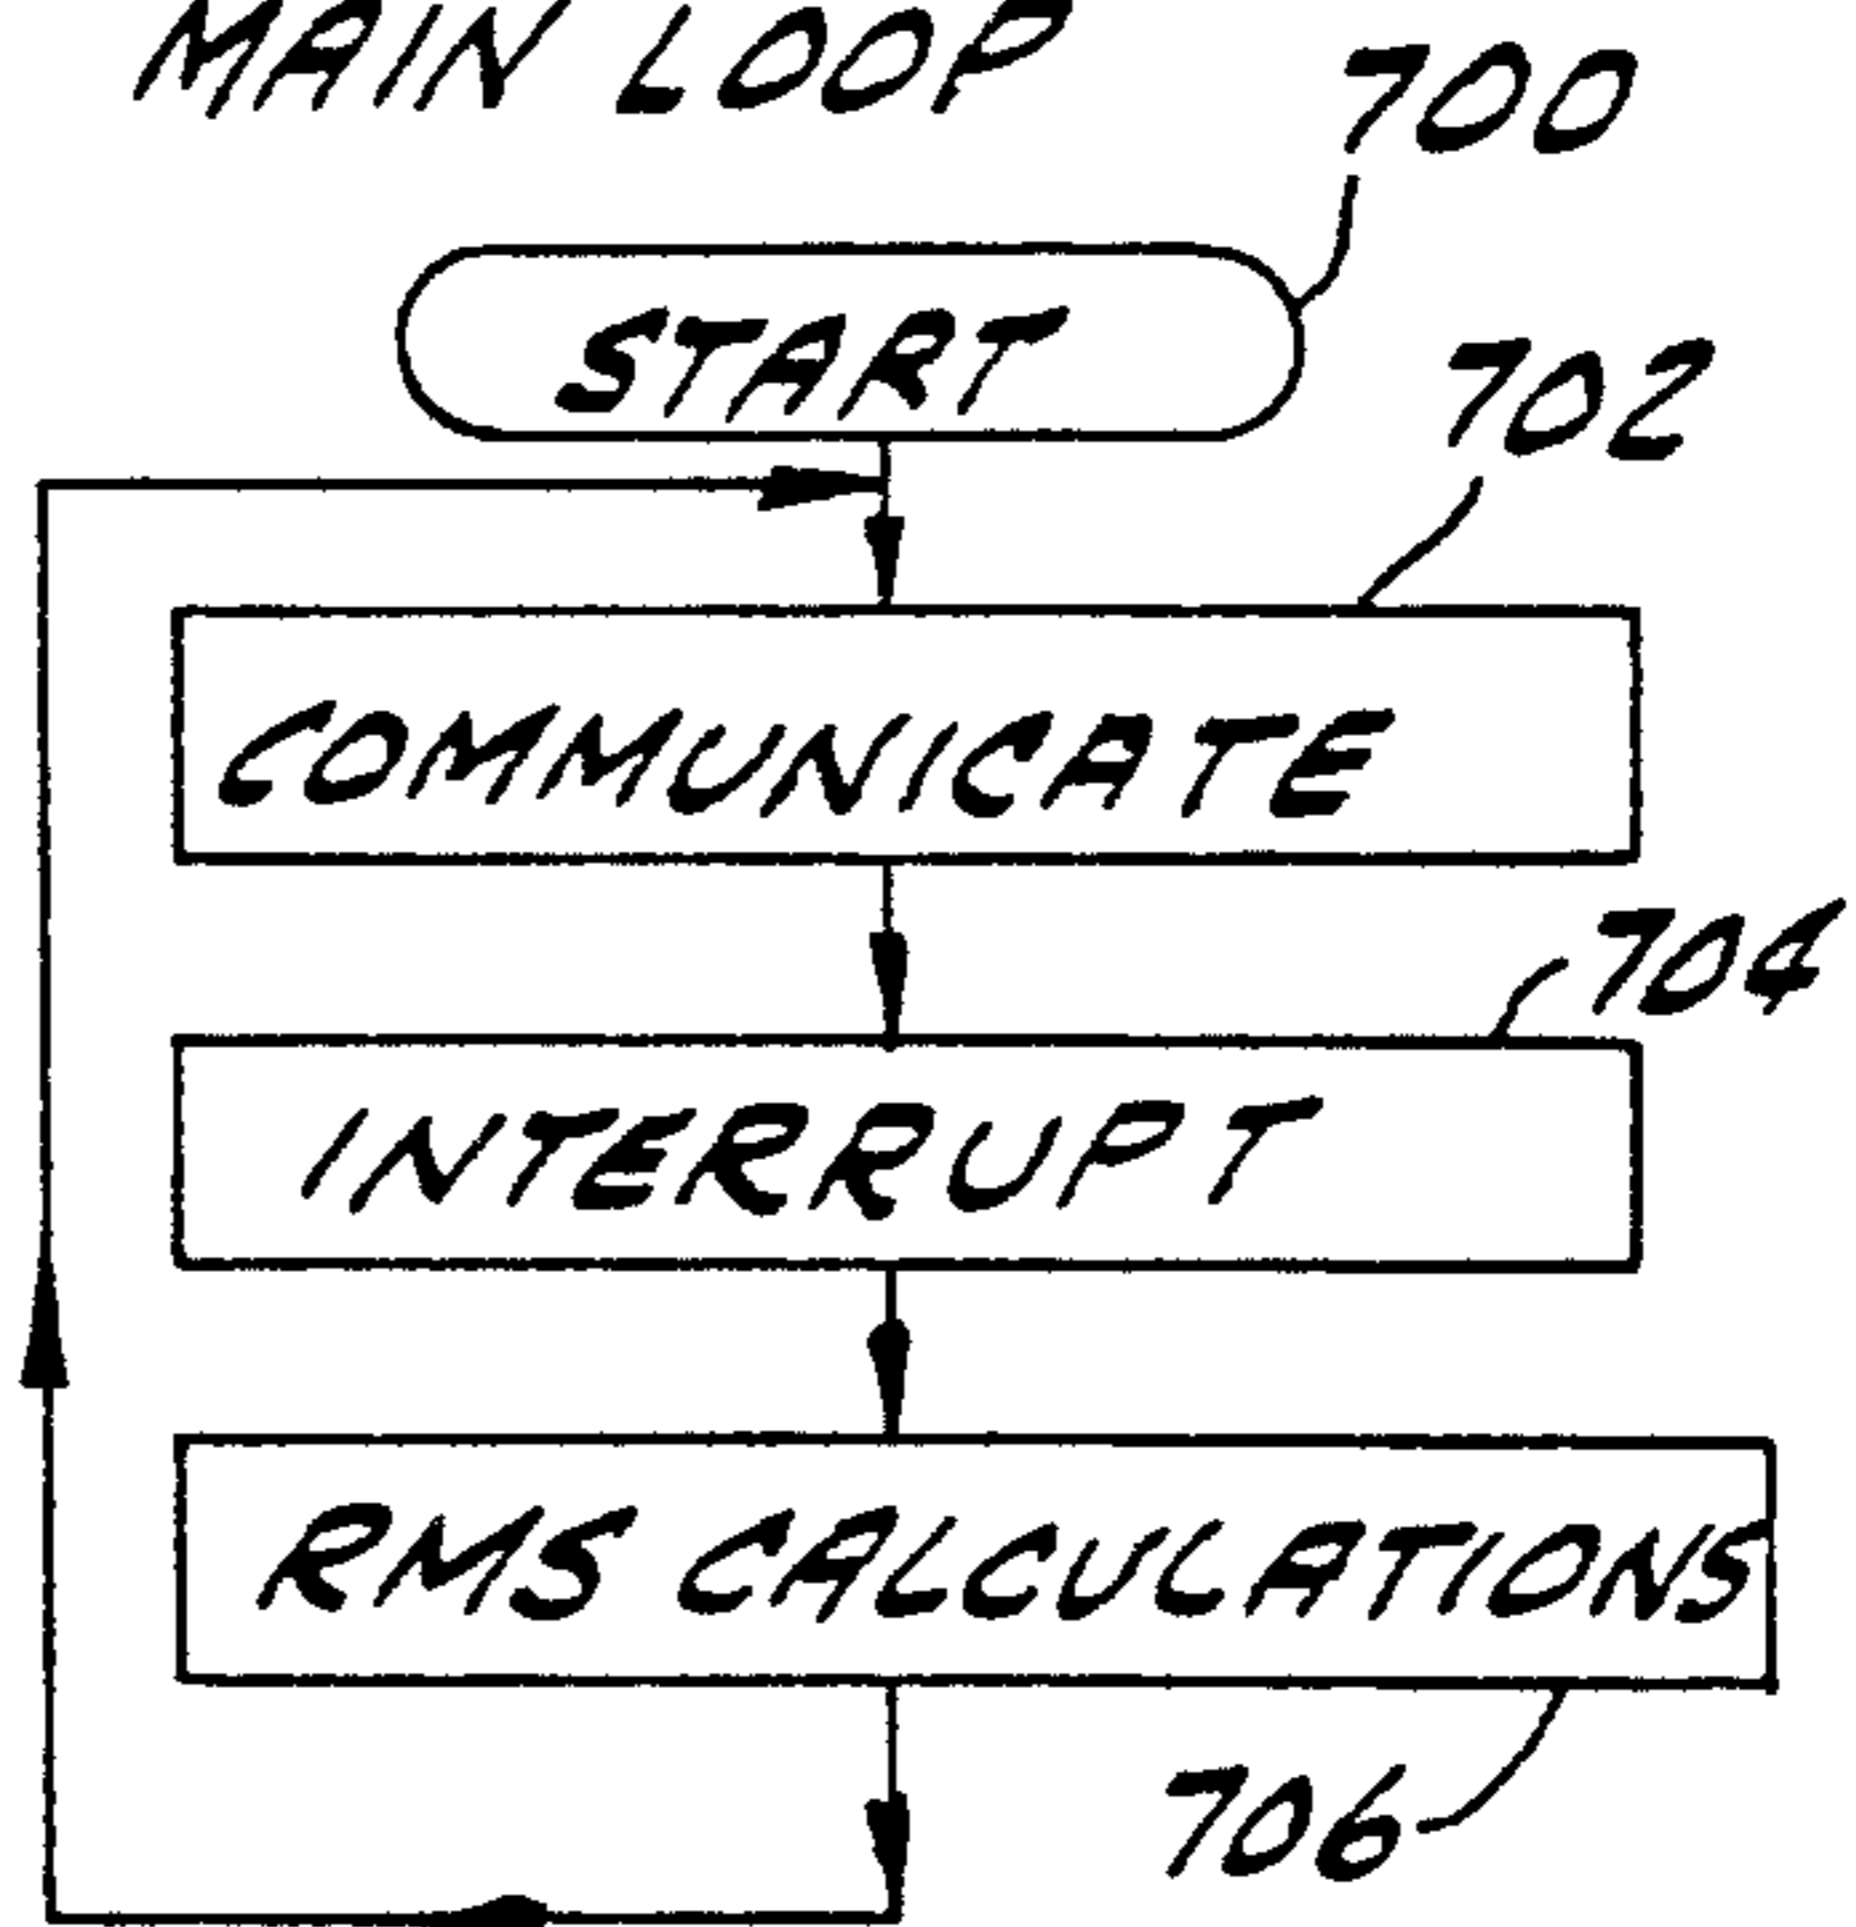 MAIN LOOP
700
START
702
COMMUNICATE
704
INTERRUPT
RMS CALCULATIONS
706